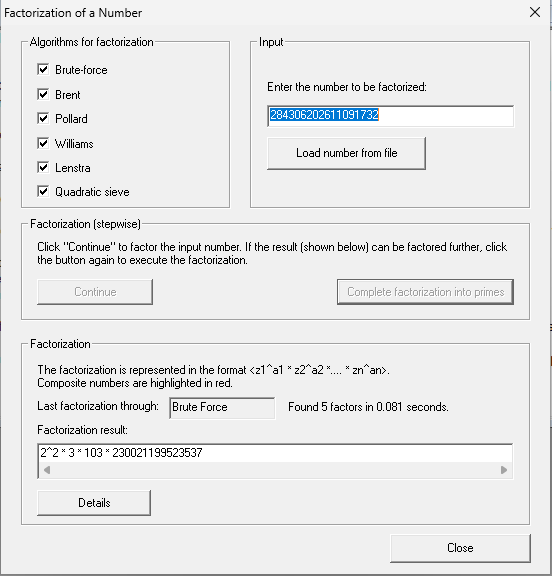 Factorization of a Number
Algorithms for factorization
Brute-force
Brent
Pollard
Williams
Lenstra
Quadratic sieve
Input
Enter the number to be factorized:
284306202611091732
Load number from file
Factorization (stepwise)
Click "Continue" to factor the input number. If the result (shown below) can be factored further, click
the button again to execute the factorization.
Continue
Complete factorization into primes
Factorization
The factorization is represented in the format <z1^a1 * z2^a2 *.... * zn^an>.
Composite numbers are highlighted in red.
Last factorization through:
Brute Force
Found 5 factors in 0.081 seconds.
Factorization result:
2^2 * 3 * 103 * 230021199523537
Details
Close